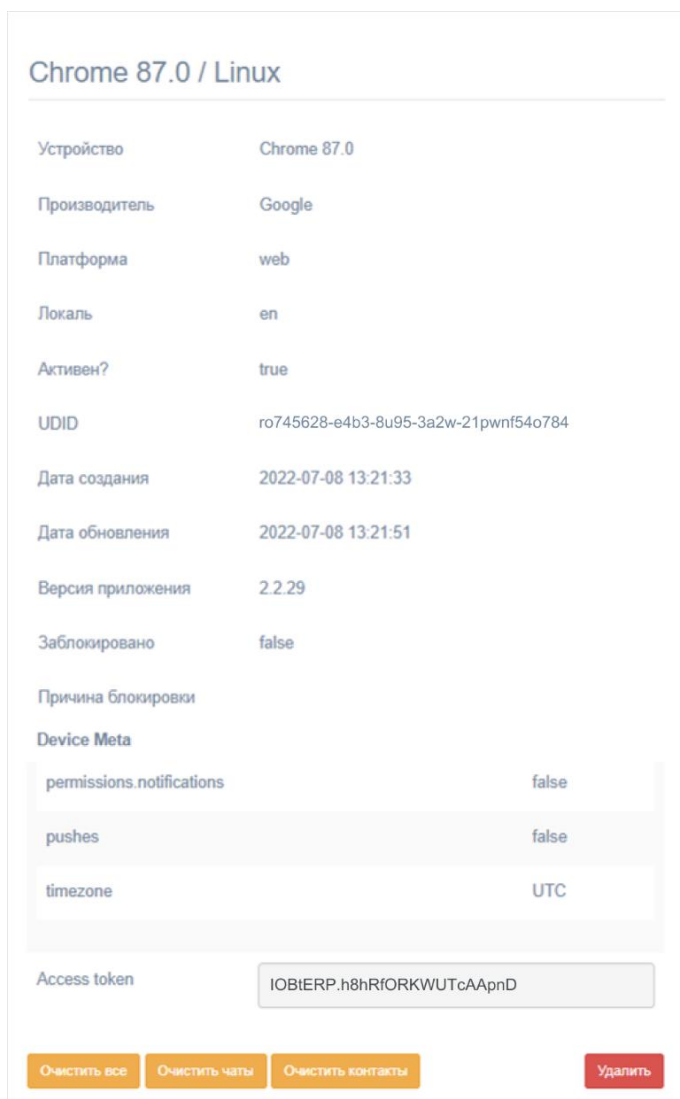 Chrome 87.0 / Linux
Устройство Chrome 87.0
Производитель Google
Платформа web
Локаль en
Активен? true
UDID ro745628-e4b3-8u95-3a2w-21pwnf54o784
Дата создания 2022-07-08 13:21:33
Дата обновления 2022-07-08 13:21:51
Версия приложения 2.2.29
Заблокировано false
Причина блокировки
Device Meta
permissions.notifications false
pushes false
timezone UTC
Access token IOBtERP.h8hRfORKWUTcAApnD
Очистить все Очистить чаты Очистить контакты Удалить